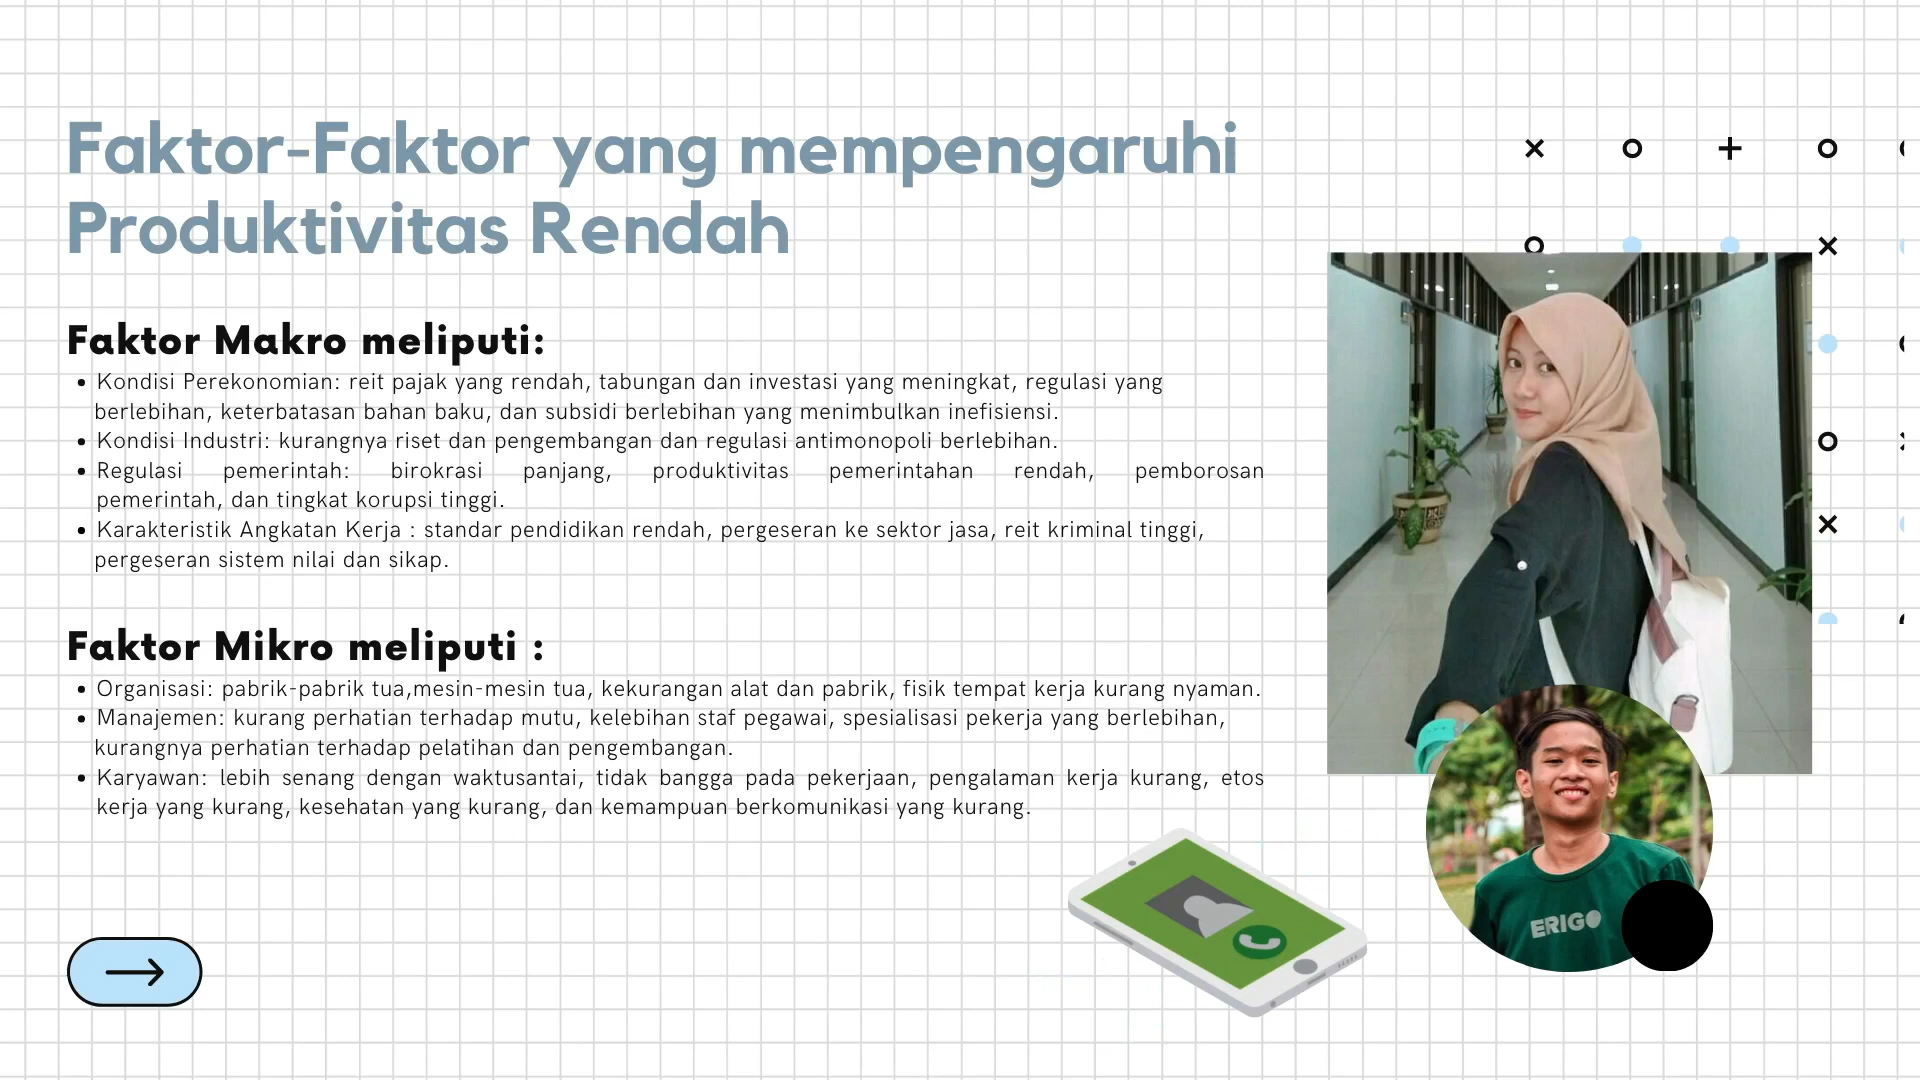 Faktor-Faktor yang mempengaruhi
Produktivitas Rendah
Faktor Makro meliputi:
• Kondisi Perekonomian: reit pajak yang rendah, tabungan dan investasi yang meningkat, regulasi yang
berlebihan, keterbatasan bahan baku, dan subsidi berlebihan yang menimbulkan inefisiensi.
• Kondisi Industri: kurangnya riset dan pengembangan dan regulasi antimonopoli berlebihan.
• Regulasi pemerintah: birokrasi panjang, produktivitas pemerintahan rendah, pemborosan
pemerintah, dan tingkat korupsi tinggi.
• Karakteristik Angkatan Kerja : standar pendidikan rendah, pergeseran ke sektor jasa, reit kriminal tinggi,
pergeseran sistem nilai dan sikap.
Faktor Mikro meliputi :
• Organisasi: pabrik-pabrik tua,mesin-mesin tua, kekurangan alat dan pabrik, fisik tempat kerja kurang nyaman.
• Manajemen: kurang perhatian terhadap mutu, kelebihan staf pegawai, spesialisasi pekerja yang berlebihan,
kurangnya perhatian terhadap pelatihan dan pengembangan.
• Karyawan: lebih senang dengan waktusantai, tidak bangga pada pekerjaan, pengalaman kerja kurang, etos
kerja yang kurang, kesehatan yang kurang, dan kemampuan berkomunikasi yang kurang.
ERIGO